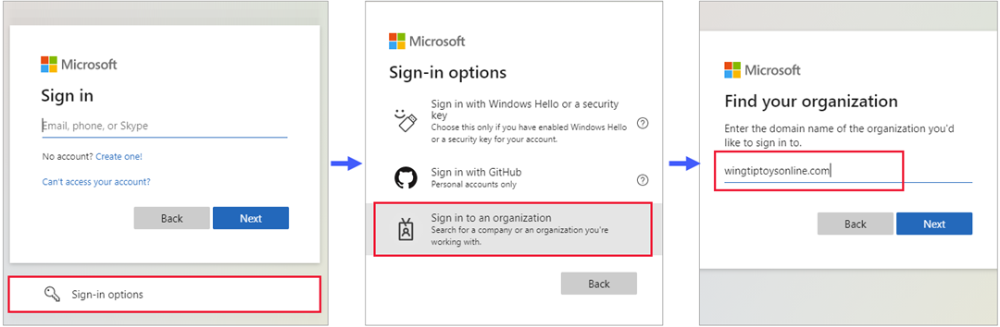 Microsoft
Sign in
Email, phone, or Skype
No account? Create one!
Can't access your account?
Back
Next
Sign-in options
Microsoft
Sign-in options
Sign in with Windows Hello or a security
key
Choose this only if you have enabled Windows Hello
or a security key for your account.
Sign in with GitHub
Personal accounts only
Sign in to an organization
Search for a company or an organization you're
working with.
Back
Microsoft
Find your organization
Enter the domain name of the organization you'd
like to sign in to.
wingtiptoysonline.com
Back
Next